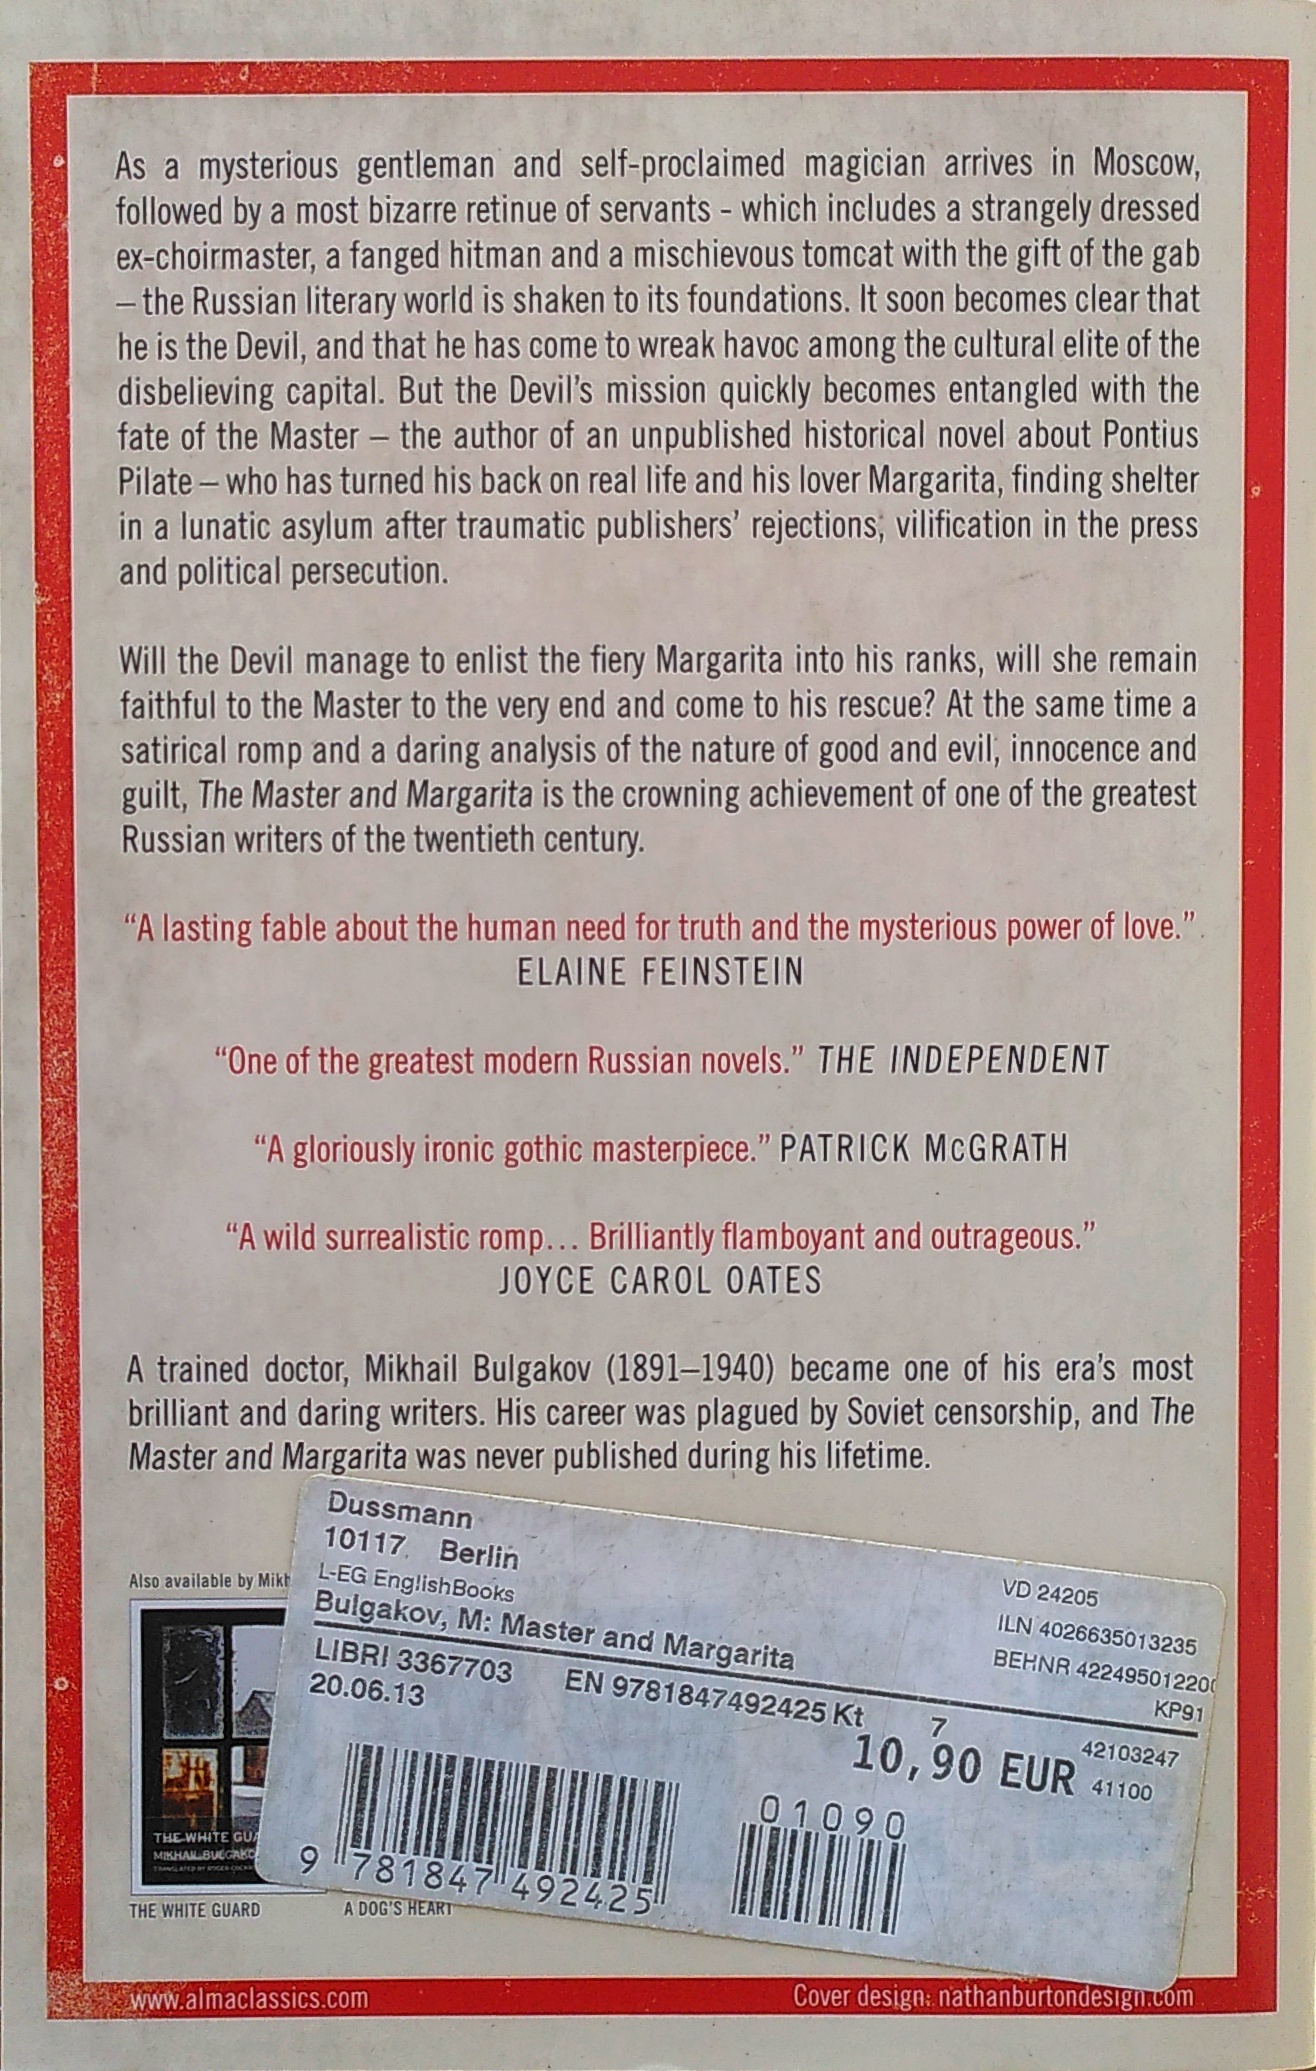 As a mysterious gentleman and self-proclaimed magician arrives in Moscow,
followed by a most bizarre retinue of servants - which includes a strangely dressed
ex-choirmaster, a fanged hitman and a mischievous tomcat with the gift of the gab
– the Russian literary world is shaken to its foundations. It soon becomes clear that
he is the Devil, and that he has come to wreak havoc among the cultural elite of the
disbelieving capital. But the Devil's mission quickly becomes entangled with the
fate of the Master – the author of an unpublished historical novel about Pontius
Pilate – who has turned his back on real life and his lover Margarita, finding shelter
in a lunatic asylum after traumatic publishers' rejections, vilification in the press
and political persecution.
Will the Devil manage to enlist the fiery Margarita into his ranks, will she remain
faithful to the Master to the very end and come to his rescue? At the same time a
satirical romp and a daring analysis of the nature of good and evil, innocence and
guilt, The Master and Margarita is the crowning achievement of one of the greatest
Russian writers of the twentieth century.
“A lasting fable about the human need for truth and the mysterious power of love.”
ELAINE FEINSTEIN
“One of the greatest modern Russian novels.” THE INDEPENDENT
“A gloriously ironic gothic masterpiece.” PATRICK McGRATH
“A wild surrealistic romp... Brilliantly flamboyant and outrageous.”
JOYCE CAROL OATES
A trained doctor, Mikhail Bulgakov (1891–1940) became one of his era's most
brilliant and daring writers. His career was plagued by Soviet censorship, and The
Master and Margarita was never published during his lifetime.
Dussmann
10117 Berlin
L-EG EnglishBooks
Bulgakov, M: Master and Margarita
VD 24205
ILN 4026635013235
BEHNR 422495012200
KP91
LIBRI 3367703 EN 9781847492425 Kt 7
20.06.13
10,90 EUR
42103247
41100
01090
9 781847 492425
Also available by Mikh
THE WHITE GUA
MIKHAIL BULGAKO
THE WHITE GUARD
A DOG'S HEART
www.almaclassics.com
Cover design: nathanburtondesign.com